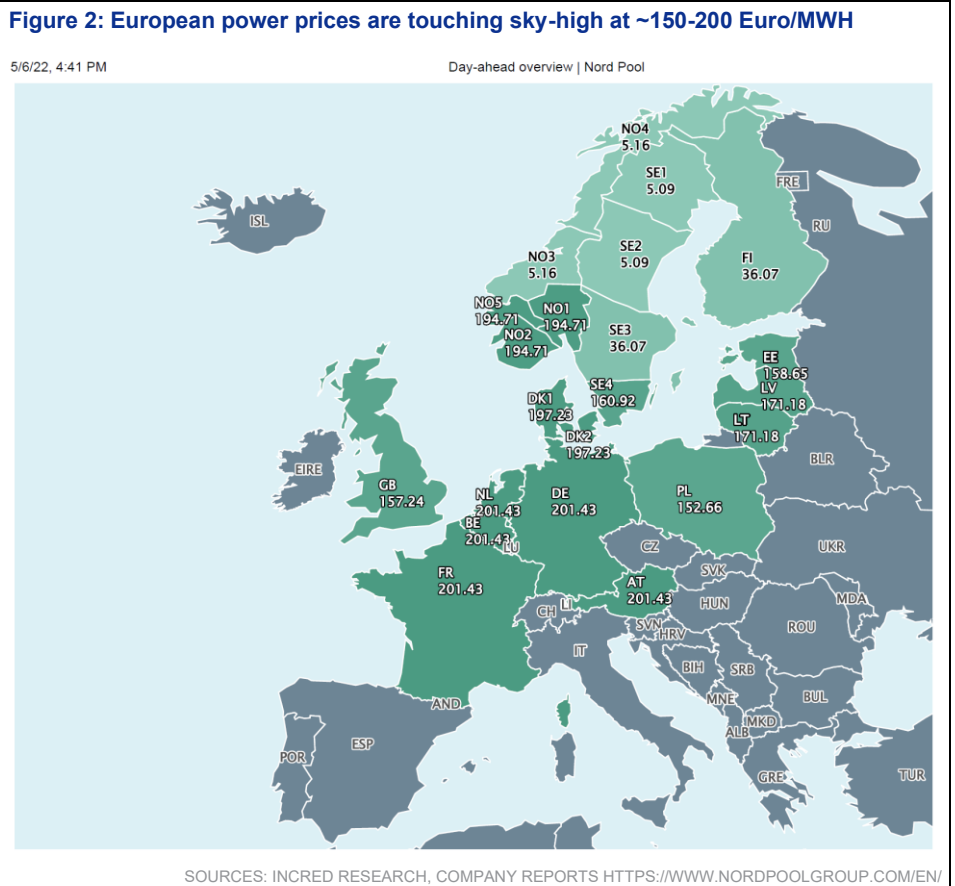 Figure 2: European power prices are touching sky-high at ~150-200 Euro/MWH
5/6/22, 4:41 PM
Day-ahead overview | Nord Pool
NO4
5.16
SE1
5.09
FRE
ISL
RU
SE2
5.09
NO3
5.16
FI
36.07
NO5
194.71
NO1
194.71
NO2
194.71
SE3
36.07
EE
158.65
SE4
160.92
LV
171.18
DK1
197.23
LT
171.18
DK2
197.23
BLR
EIRE
GB
157.24
NL
201.43
DE
201.43
PL
152.66
BE
201.43
LU
CZ
UKR
SVK
FR
201.43
AT
201.43
CH
LI
HUN
MDA
SVN
HRV
ROU
IT
BIH
SRB
MNE
BUL
AND
MKD
ALB
ESP
POR
GRE
TUR
SOURCES: INCRED RESEARCH, COMPANY REPORTS HTTPS://WWW.NORDPOOLGROUP.COM/EN/